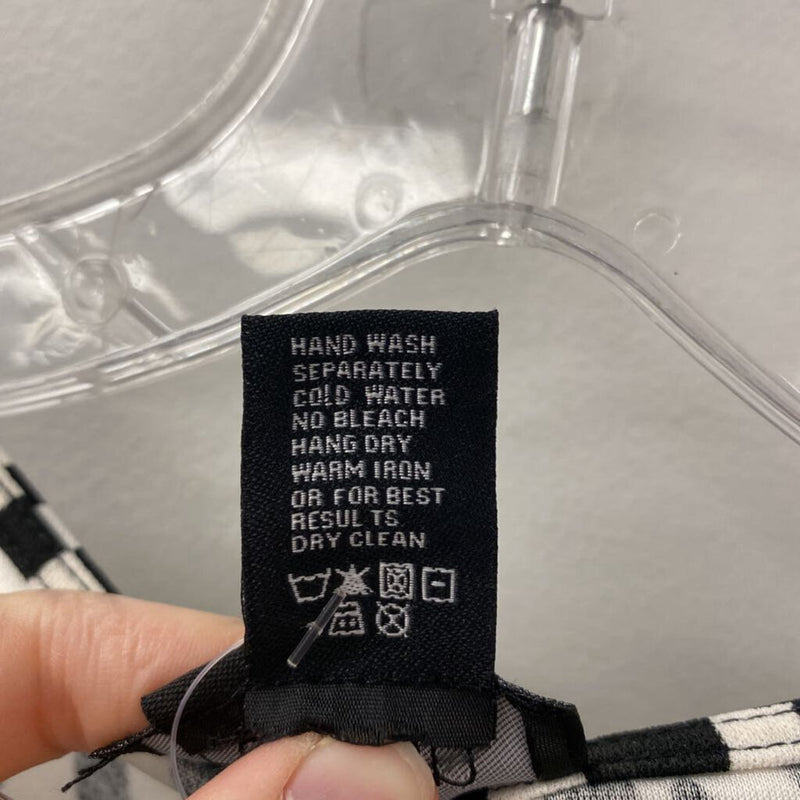 HAND WASH
SEPARATELY
COLD WATER
NO BLEACH
HANG DRY
WARM IRON
OR FOR BEST
RESULTS
DRY CLEAN